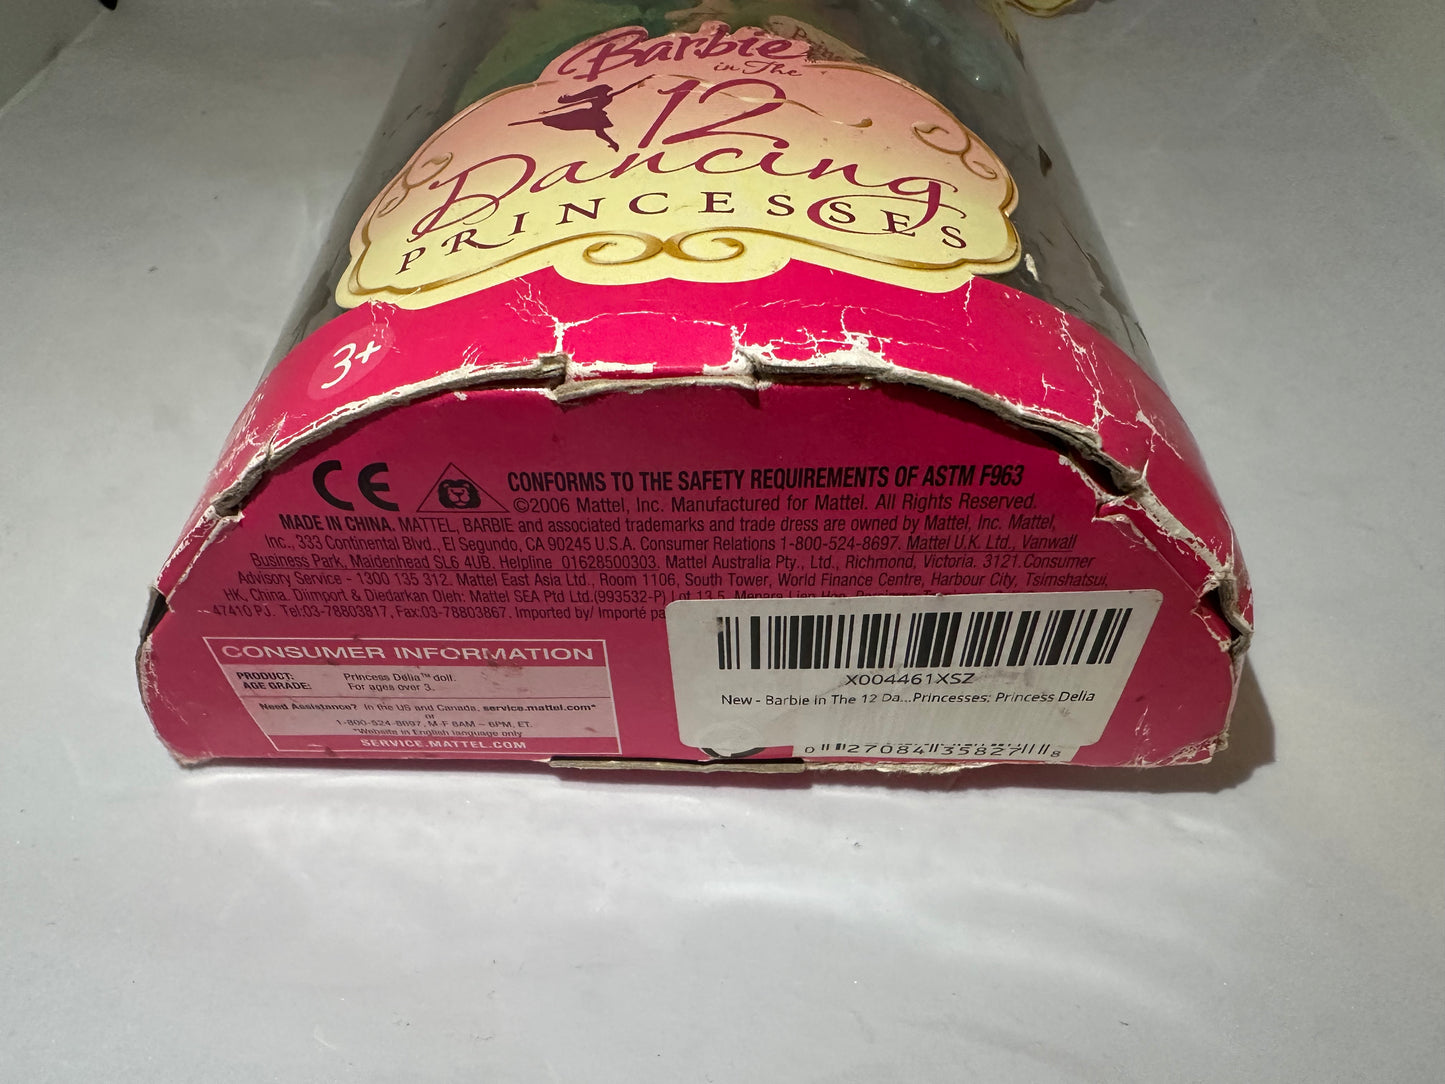 Barbie
in The
12
Dancing
PRINCESSES
3+
CE
CONFORMS TO THE SAFETY REQUIREMENTS OF ASTM F963
©2006 Mattel, Inc. Manufactured for Mattel. All Rights Reserved.
MADE IN CHINA. MATTEL, BARBIE and associated trademarks and trade dress are owned by Mattel, Inc. Mattel,
Inc., 333 Continental Blvd., El Segundo, CA 90245 U.S.A. Consumer Relations 1-800-524-8697. Mattel U.K. Ltd., Vanwall
Business Park, Maidenhead SL6 4UB. Helpline 01628500303. Mattel Australia Pty., Ltd., Richmond, Victoria. 3121.Consumer
Advisory Service - 1300 135 312. Mattel East Asia Ltd., Room 1106, South Tower, World Finance Centre, Harbour City, Tsimshatsui,
HK, China. Diimport & Diedarkan Oleh: Mattel SEA Ptd Ltd.(993532-P) Lot 13.5, Menara Lien Hoe,
47410 PJ. Tel:03-78803817, Fax:03-78803867. Imported by/ Importé pa
CONSUMER INFORMATION
PRODUCT: Princess Delia™ doll.
AGE GRADE: For ages over 3.
Need Assistance? In the US and Canada, service.mattel.com*
or
1-800-524-8697, M-F 8AM – 6PM, ET.
*Website in English language only
SERVICE.MATTEL.COM
X004461XSZ
New - Barbie in The 12 Da...Princesses: Princess Delia
0 27084 35827 8